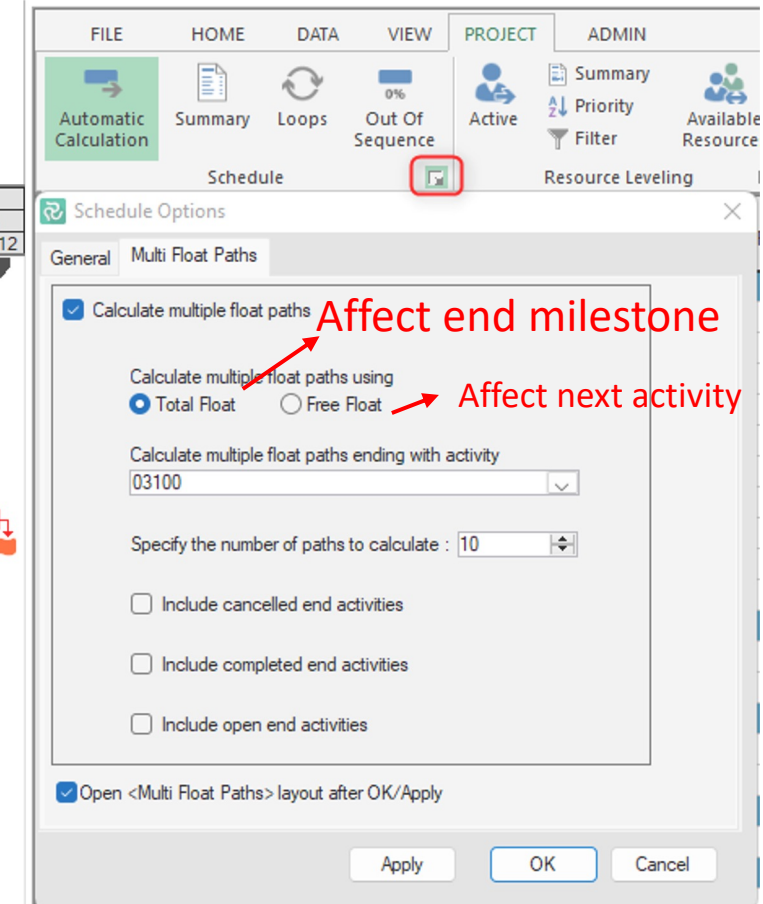 FILE HOME DATA VIEW PROJECT ADMIN
Automatic Calculation
Summary
Loops
0%
Out Of Sequence
Active
Summary
Priority
Filter
Available Resource
Schedule
Resource Leveling
12
Schedule Options
General Multi Float Paths
Calculate multiple float paths
Affect end milestone
Calculate multiple float paths using
Total Float Free Float
Affect next activity
Calculate multiple float paths ending with activity
03100
Specify the number of paths to calculate : 10
Include cancelled end activities
Include completed end activities
Include open end activities
Open <Multi Float Paths> layout after OK/Apply
Apply OK Cancel